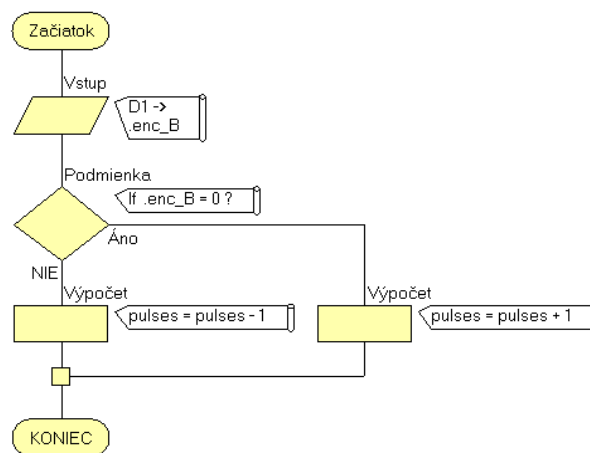 Začiatok
Vstup
D1 ->
.enc_B
Podmienka
If .enc_B = 0 ?
Áno
NIE
Výpočet
pulses = pulses - 1
Výpočet
pulses = pulses + 1
KONIEC